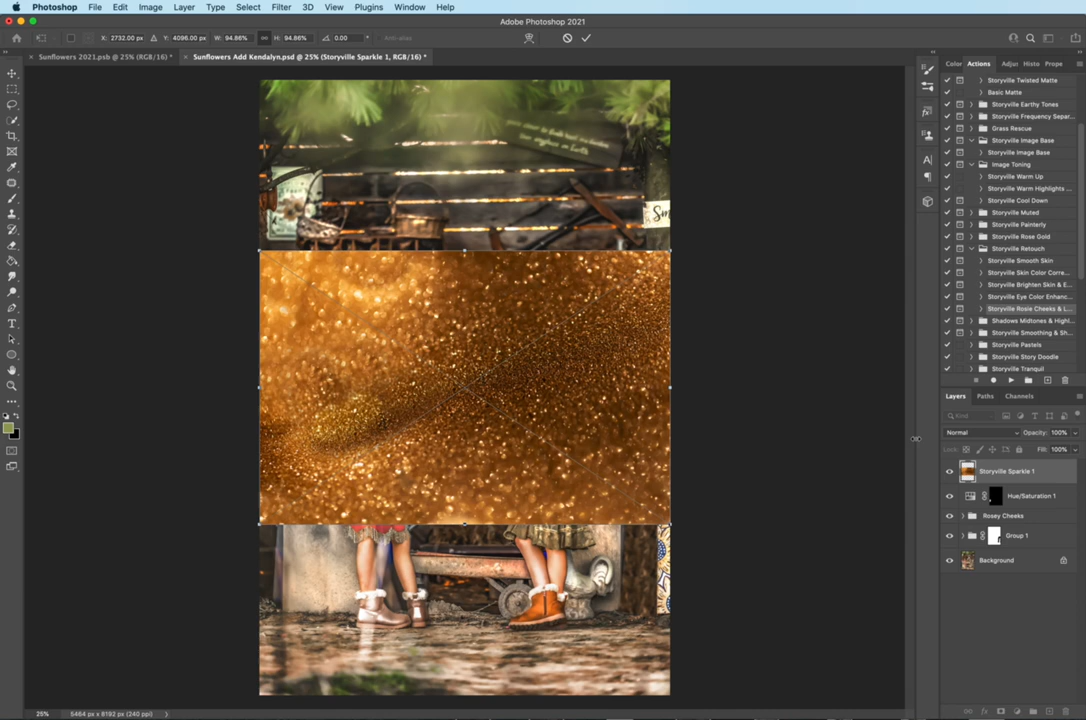 Photoshop File Edit Image Layer Type Select Filter 3D View Plugins Window Help
Adobe Photoshop 2021
X: 2732.00 px Y: 4096.00 px W: 94.86% H: 94.86% 0.00 Anti-alias
Sunflowers 2021.psb @ 25% (RGB/16) *
Sunflowers Add Kendalyn.psd @ 25% (Storyville Sparkle 1, RGB/16) *
Color Actions Adju Histo Prope
Storyville Twisted Matte
Basic Matte
Storyville Earthy Tones
Storyville Frequency Separ...
Grass Rescue
Storyville Image Base
Storyville Image Base
Image Toning
Storyville Warm Up
Storyville Warm Highlights ...
Storyville Cool Down
Storyville Muted
Storyville Painterly
Storyville Rose Gold
Storyville Retouch
Storyville Smooth Skin
Storyville Skin Color Corre...
Storyville Brighten Skin & E...
Storyville Eye Color Enhanc...
Storyville Rosie Cheeks & L...
Shadows Midtones & Highl...
Storyville Smoothing & Sh...
Storyville Pastels
Storyville Story Doodle
Storyville Tranquil
Layers Paths Channels
Kind
Normal Opacity: 100%
Lock: Fill: 100%
Storyville Sparkle 1
Hue/Saturation 1
Rosey Cheeks
Group 1
Background
Sm
25% 5464 px x 8192 px (240 ppi)